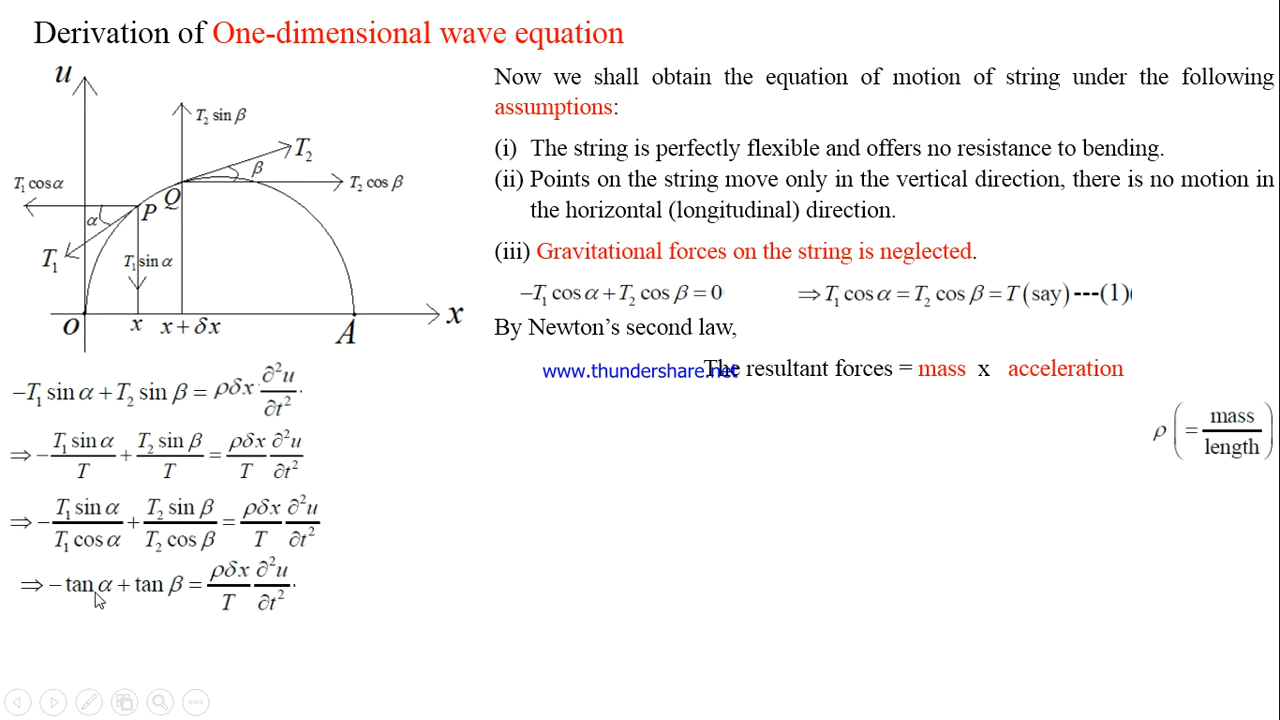 Derivation of One-dimensional wave equation
u
T₂ sin β
T₂
β
T₁ cos α
T₂ cos β
Q
P
α
T₁
T₁ sin α
O
x
x + δx
A
x
Now we shall obtain the equation of motion of string under the following
assumptions:
(i) The string is perfectly flexible and offers no resistance to bending.
(ii) Points on the string move only in the vertical direction, there is no motion in
the horizontal (longitudinal) direction.
(iii) Gravitational forces on the string is neglected.
−T₁ cos α + T₂ cos β = 0 ⇒ T₁ cos α = T₂ cos β = T (say) ---(1)
By Newton's second law,
www.thundershare.net
The resultant forces = mass x acceleration
ρ ( = mass/length )
−T₁ sin α + T₂ sin β = ρδx ∂²u/∂t².
⇒ − T₁ sin α/T + T₂ sin β/T = ρδx/T ∂²u/∂t²
⇒ − T₁ sin α/T₁ cos α + T₂ sin β/T₂ cos β = ρδx/T ∂²u/∂t²
⇒ − tan α + tan β = ρδx/T ∂²u/∂t².